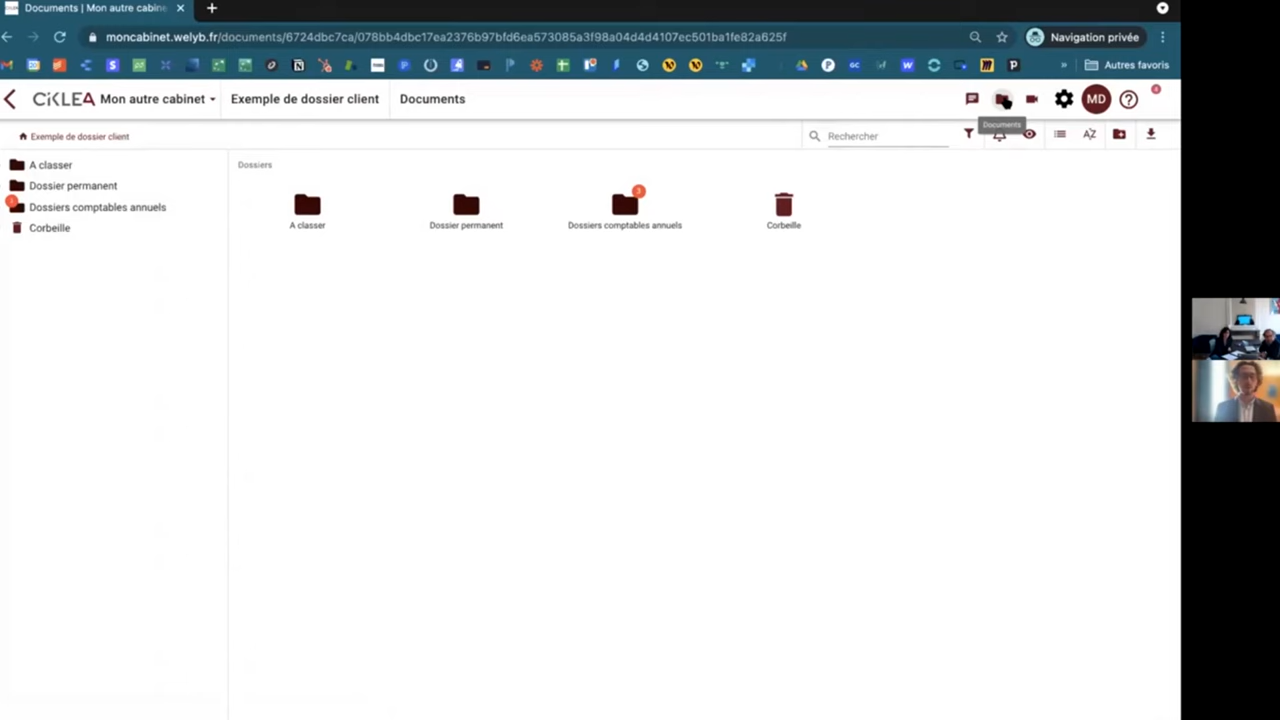 Documents | Mon autre cabine
moncabinet.welyb.fr/documents/6724dbc7ca/078bb4dbc17ea2376b97bfd6ea573085a3f98a04d4d4107ec501ba1fe82a625f
Navigation privée
Autres favoris
CiKLEA Mon autre cabinet
Exemple de dossier client
Documents
MD
Documents
Exemple de dossier client
Rechercher
A classer
Dossier permanent
Dossiers comptables annuels
Corbeille
Dossiers
3
A classer
Dossier permanent
Dossiers comptables annuels
Corbeille